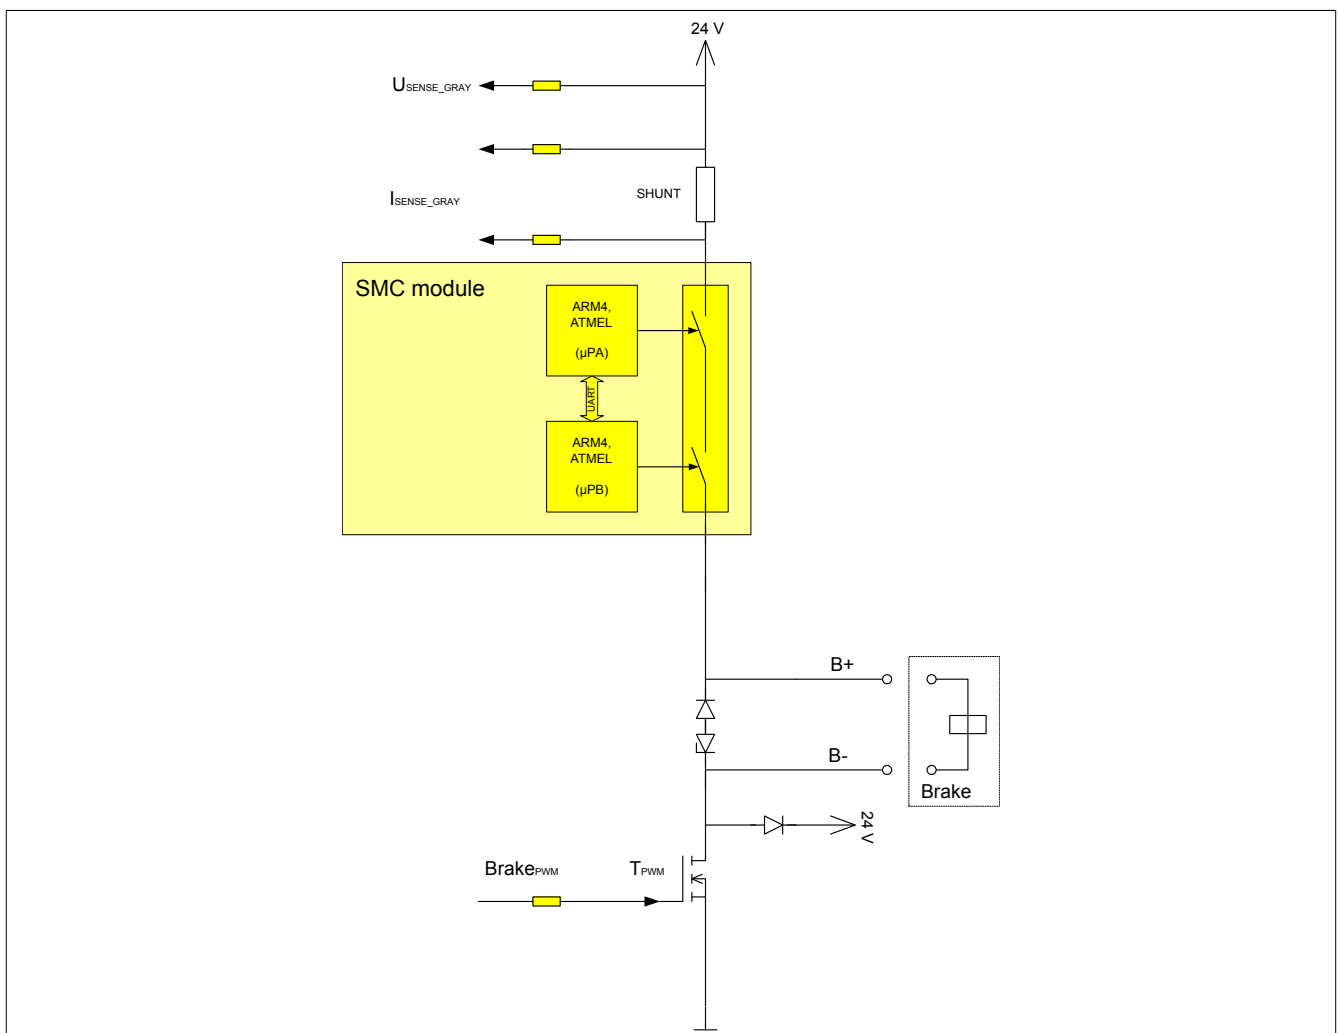 24 V
USENSE_GRAY
SHUNT
ISENSE_GRAY
SMC module
ARM4,
ATMEL
(µPA)
UART
ARM4,
ATMEL
(µPB)
B+
B-
Brake
24 V
BrakePWM
TPWM